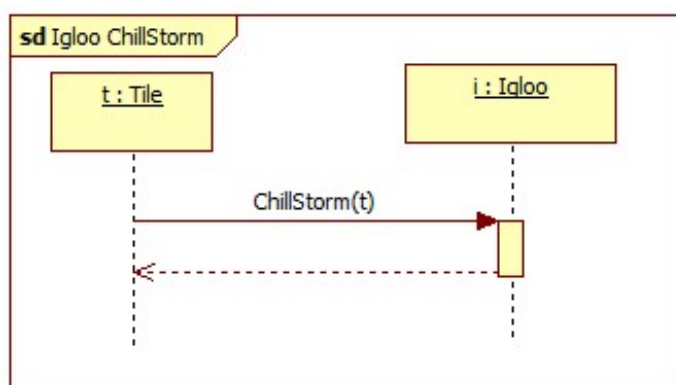 sd Igloo ChillStorm
t : Tile
i : Igloo
ChillStorm(t)